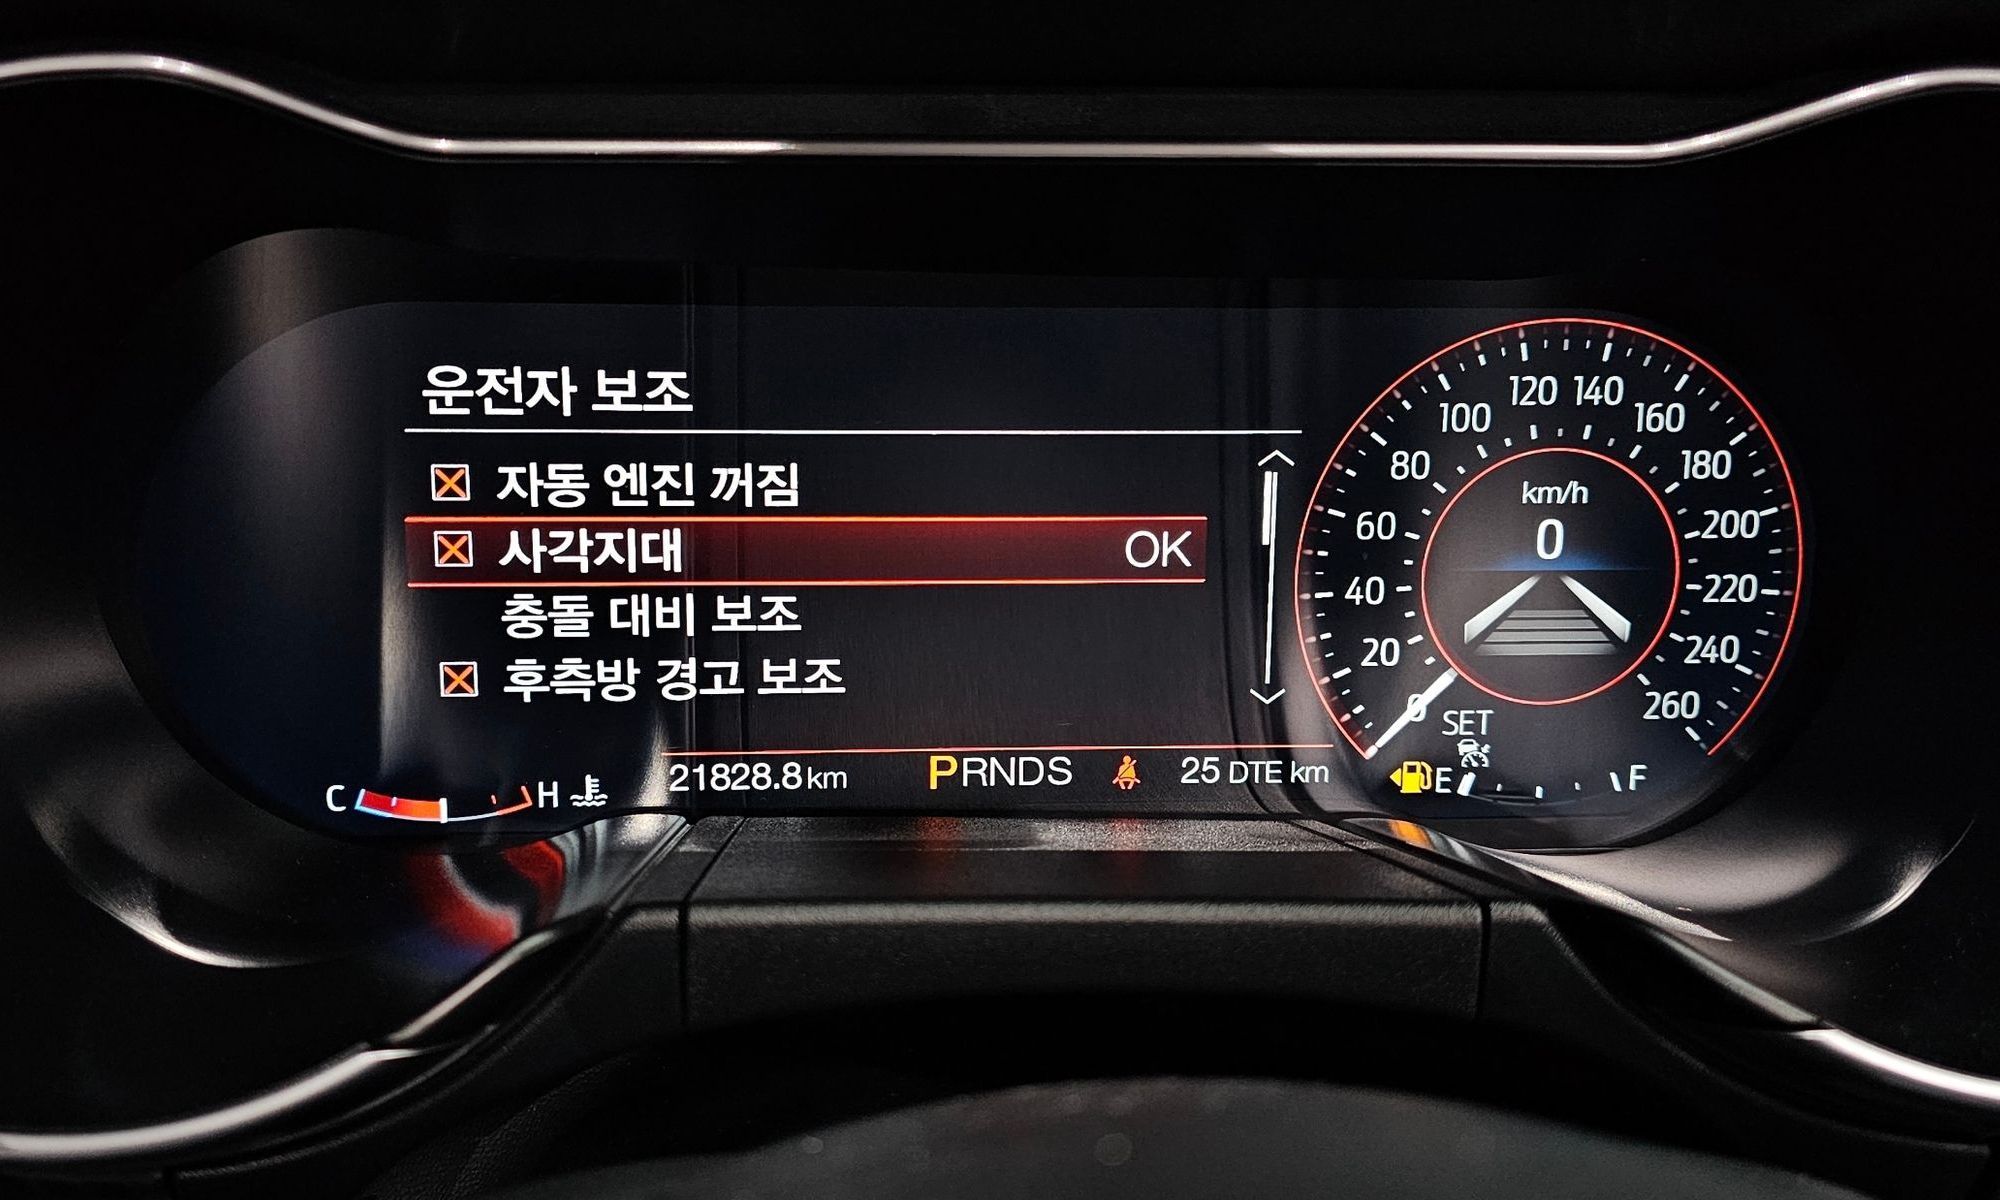 운전자 보조
자동 엔진 꺼짐
사각지대 OK
충돌 대비 보조
후측방 경고 보조
C H
21828.8 km PRNDS 25 DTE km
0 20 40 60 80 100 120 140 160 180 200 220 240 260
km/h
0
SET
E F